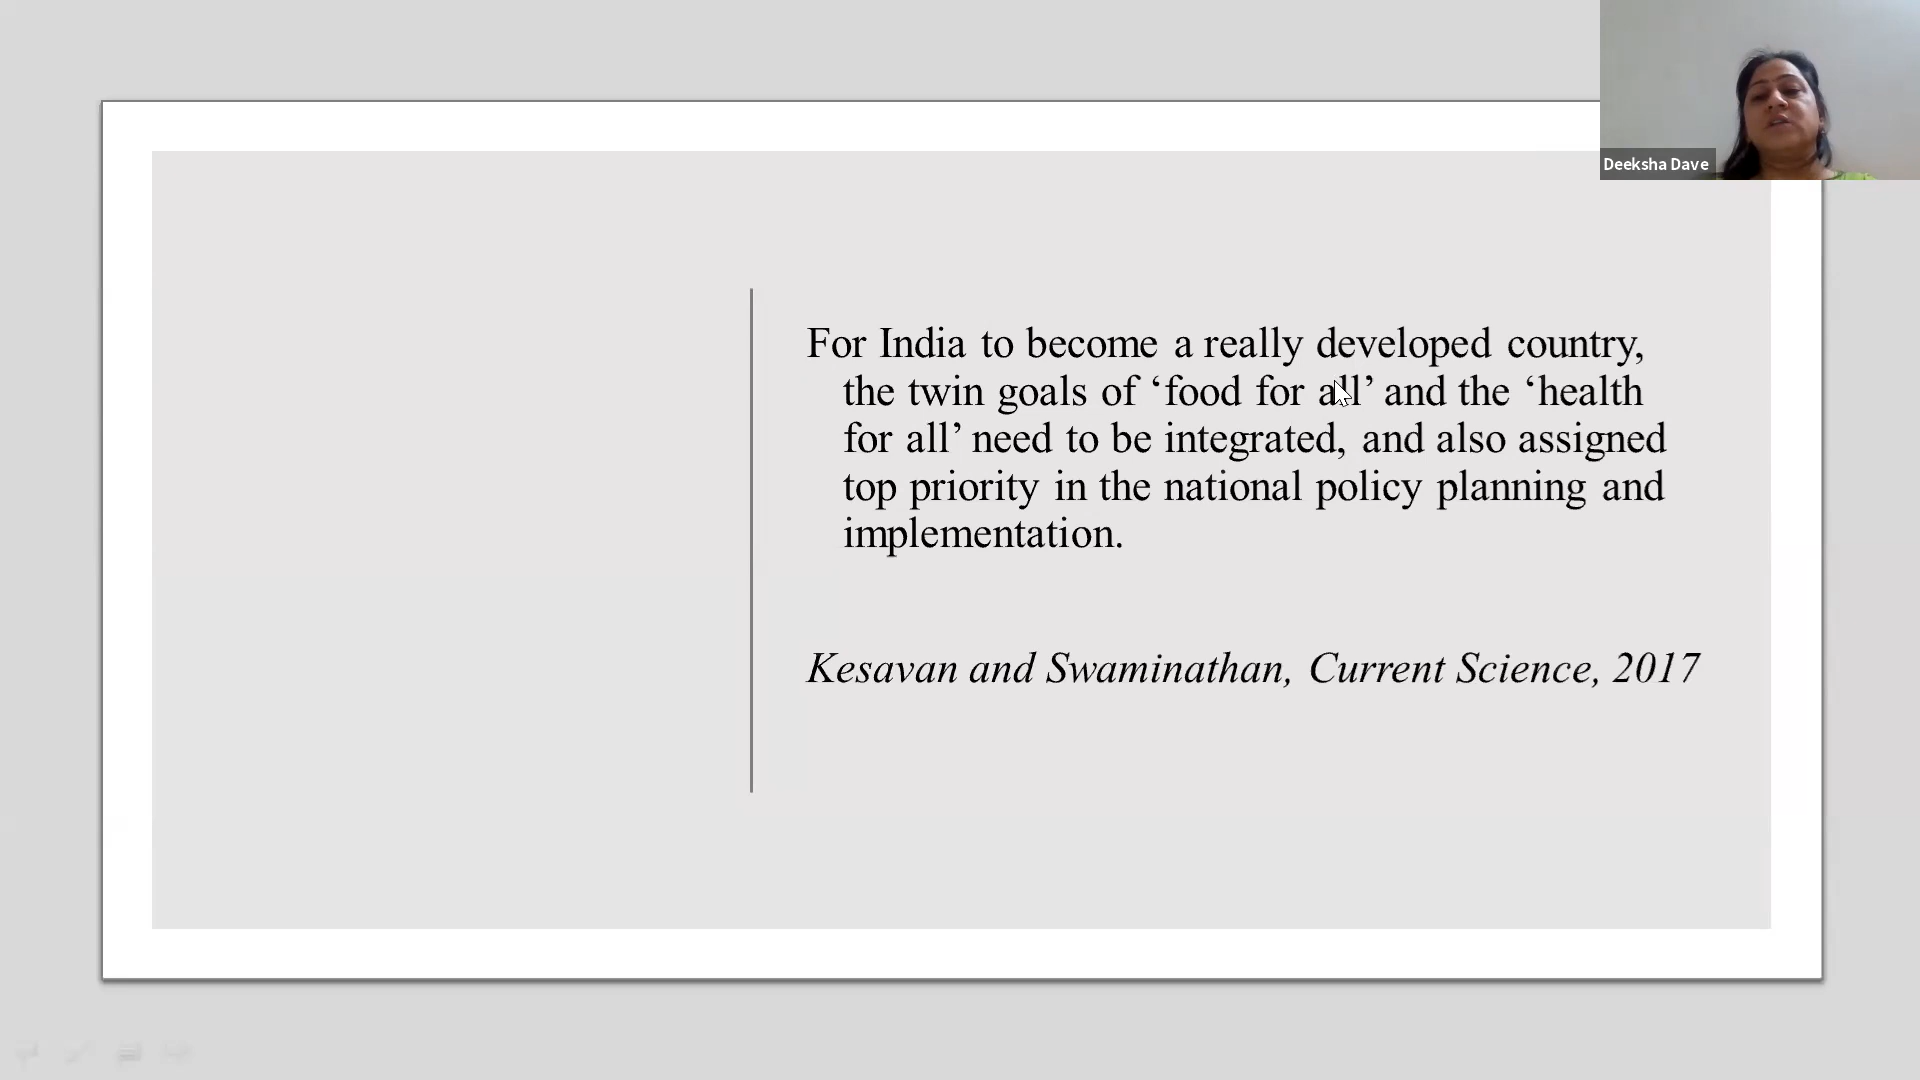 Deeksha Dave
For India to become a really developed country,
the twin goals of ‘food for all’ and the ‘health
for all’ need to be integrated, and also assigned
top priority in the national policy planning and
implementation.
Kesavan and Swaminathan, Current Science, 2017